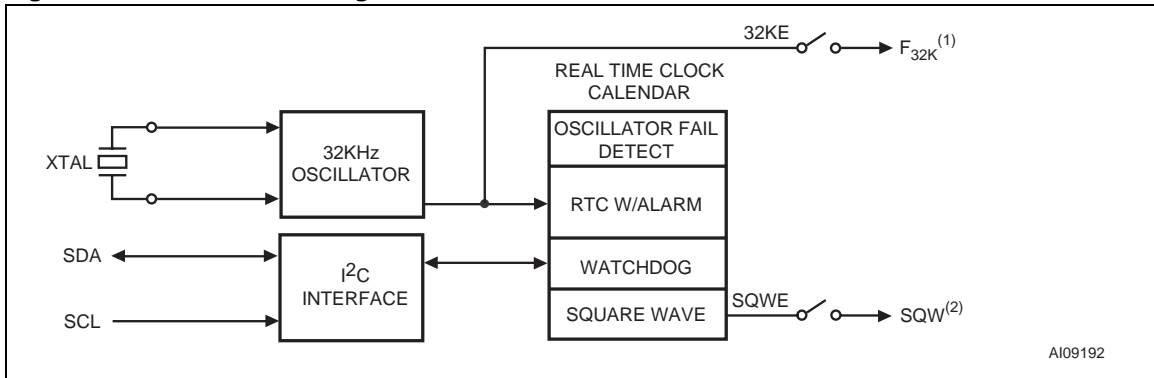 32KE
F32K(1)
REAL TIME CLOCK
CALENDAR
OSCILLATOR FAIL
DETECT
XTAL
32KHz
OSCILLATOR
RTC W/ALARM
SDA
I2C
INTERFACE
WATCHDOG
SCL
SQUARE WAVE
SQWE
SQW(2)
AI09192